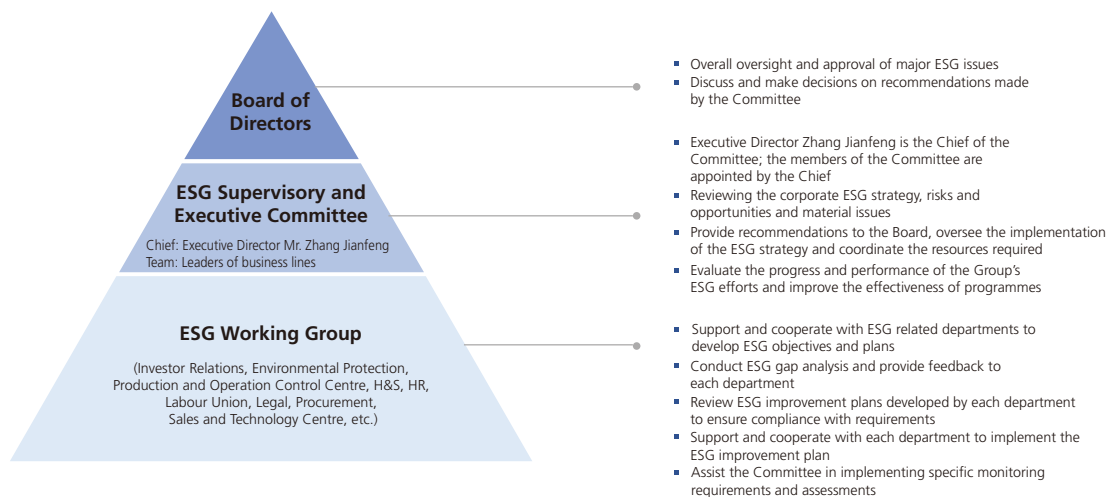 Board of
Directors
■ Overall oversight and approval of major ESG issues
■ Discuss and make decisions on recommendations made
by the Committee
ESG Supervisory and
Executive Committee
Chief: Executive Director Mr. Zhang Jianfeng
Team: Leaders of business lines
■ Executive Director Zhang Jianfeng is the Chief of the
Committee; the members of the Committee are
appointed by the Chief
■ Reviewing the corporate ESG strategy, risks and
opportunities and material issues
■ Provide recommendations to the Board, oversee the implementation
of the ESG strategy and coordinate the resources required
■ Evaluate the progress and performance of the Group's
ESG efforts and improve the effectiveness of programmes
ESG Working Group
(Investor Relations, Environmental Protection,
Production and Operation Control Centre, H&S, HR,
Labour Union, Legal, Procurement,
Sales and Technology Centre, etc.)
■ Support and cooperate with ESG related departments to
develop ESG objectives and plans
■ Conduct ESG gap analysis and provide feedback to
each department
■ Review ESG improvement plans developed by each department
to ensure compliance with requirements
■ Support and cooperate with each department to implement the
ESG improvement plan
■ Assist the Committee in implementing specific monitoring
requirements and assessments